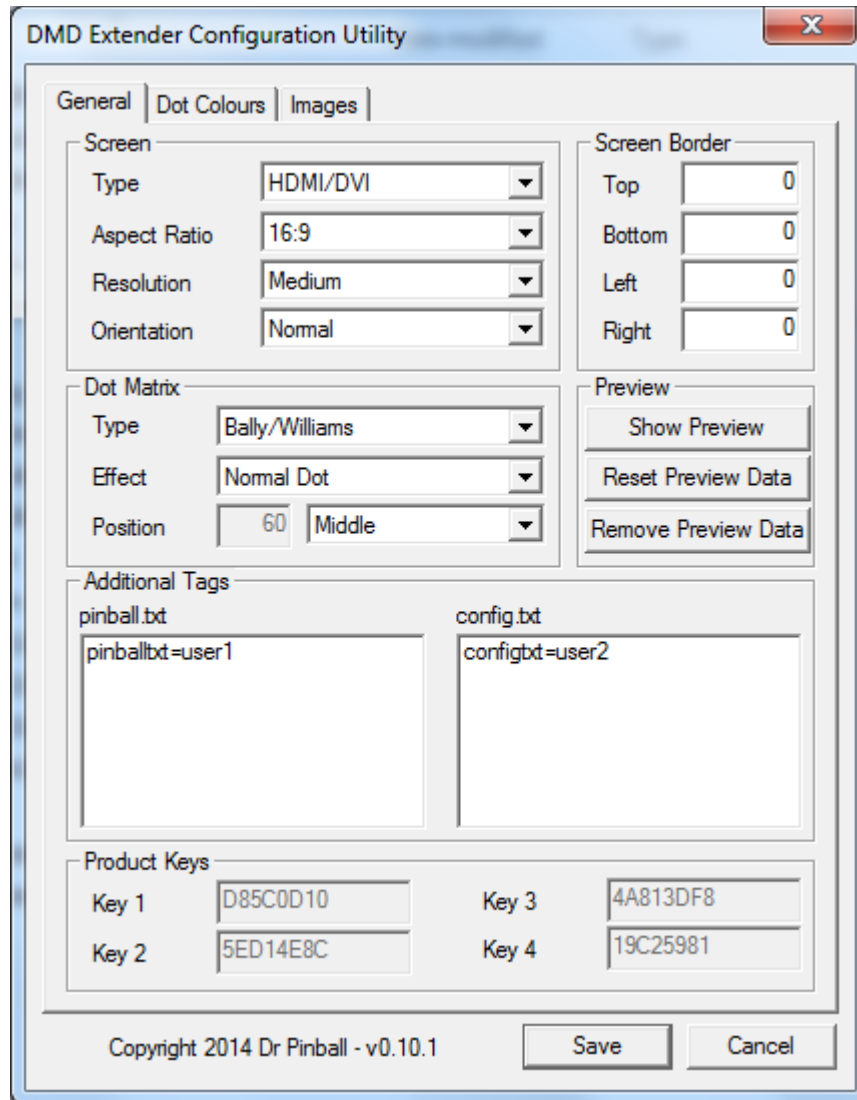 DMD Extender Configuration Utility
General Dot Colours Images
Screen
Type HDMI/DVI
Aspect Ratio 16:9
Resolution Medium
Orientation Normal
Screen Border
Top 0
Bottom 0
Left 0
Right 0
Dot Matrix
Type Bally/Williams
Effect Normal Dot
Position 60 Middle
Preview
Show Preview
Reset Preview Data
Remove Preview Data
Additional Tags
pinball.txt
pinballtxt=user1
config.txt
configtxt=user2
Product Keys
Key 1 D85C0D10
Key 2 5ED14E8C
Key 3 4A813DF8
Key 4 19C25981
Copyright 2014 Dr Pinball - v0.10.1
Save
Cancel